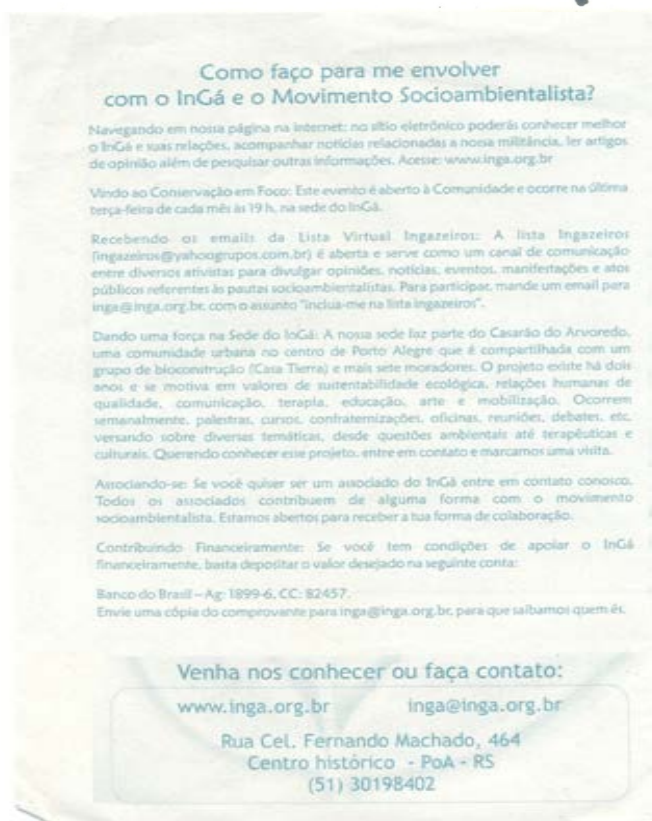 Como faço para me envolver
com o InGá e o Movimento Socioambientalista?
Navegando em nossa página na internet: no sítio eletrônico poderás conhecer melhor
o InGá e suas relações, acompanhar notícias relacionadas a nossa militância, ler artigos
de opinião além de pesquisar outras informações. Acesse: www.inga.org.br
Vindo ao Conservação em Foco: Este evento é aberto à Comunidade e ocorre na última
terça-feira de cada mês às 19 h, na sede do InGá.
Recebendo os emails da Lista Virtual Ingazeiros: A lista Ingazeiros
(ingazeiros@yahoogrupos.com.br) é aberta e serve como um canal de comunicação
entre diversos ativistas para divulgar opiniões, notícias, eventos, manifestações e atos
públicos referentes às pautas socioambientalistas. Para participar, mande um email para
inga@inga.org.br, com o assunto "inclua-me na lista ingazeiros".
Dando uma força na Sede do InGá: A nossa sede faz parte do Casarão do Arvoredo,
uma comunidade urbana no centro de Porto Alegre que é compartilhada com um
grupo de bioconstrução (Casa Tierra) e mais sete moradores. O projeto existe há dois
anos e se motiva em valores de sustentabilidade ecológica, relações humanas de
qualidade, comunicação, terapia, educação, arte e mobilização. Ocorrem
semanalmente, palestras, cursos, confraternizações, oficinas, reuniões, debates, etc,
versando sobre diversas temáticas, desde questões ambientais até terapêuticas e
culturais. Querendo conhecer esse projeto, entre em contato e marcamos uma visita.
Associando-se: Se você quiser ser um associado do InGá entre em contato conosco.
Todos os associados contribuem de alguma forma com o movimento
socioambientalista. Estamos abertos para receber a tua forma de colaboração.
Contribuindo Financeiramente: Se você tem condições de apoiar o InGá
financeiramente, basta depositar o valor desejado na seguinte conta:
Banco do Brasil – Ag: 1899-6, CC: 82457.
Envie uma cópia do comprovante para inga@inga.org.br, para que saibamos quem és.
Venha nos conhecer ou faça contato:
www.inga.org.br inga@inga.org.br
Rua Cel. Fernando Machado, 464
Centro histórico - PoA - RS
(51) 30198402